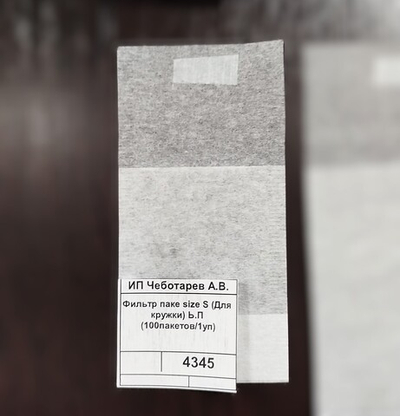 ИП Чеботарев А.В.
Фильтр паке size S (Для
кружки) Ь.П
(100пакетов/1уп)
4345